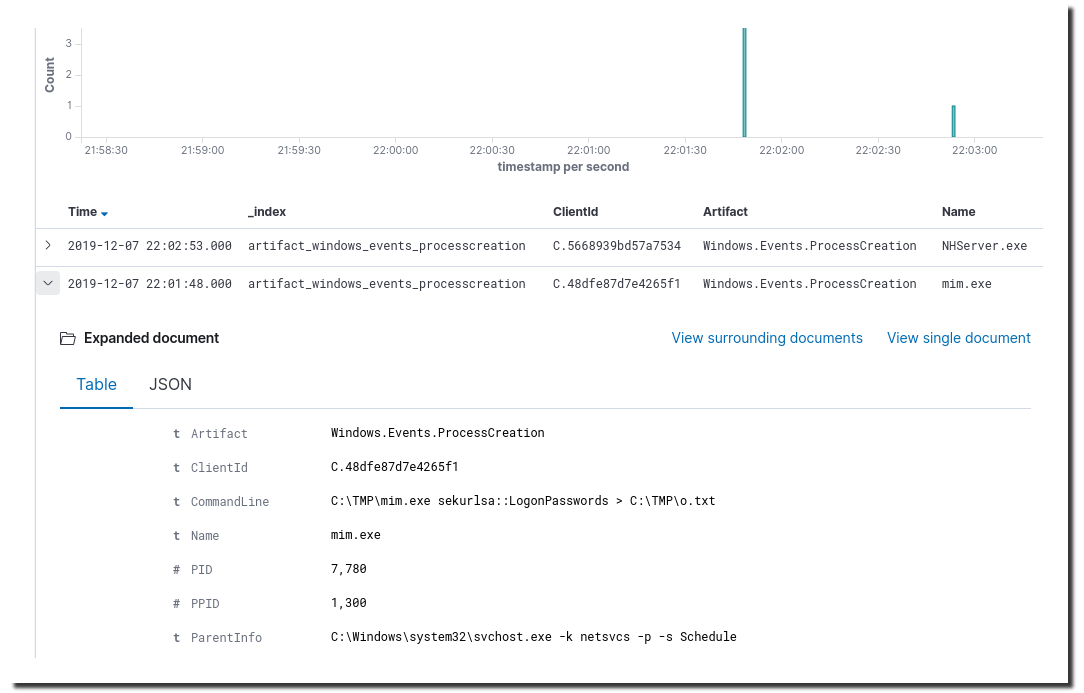 3
2
1
0
Count
21:58:30 21:59:00 21:59:30 22:00:00 22:00:30 22:01:00 22:01:30 22:02:00 22:02:30 22:03:00
timestamp per second
Time _index ClientId Artifact Name
2019-12-07 22:02:53.000 artifact_windows_events_processcreation C.5668939bd57a7534 Windows.Events.ProcessCreation NHServer.exe
2019-12-07 22:01:48.000 artifact_windows_events_processcreation C.48dfe87d7e4265f1 Windows.Events.ProcessCreation mim.exe
Expanded document View surrounding documents View single document
Table JSON
t Artifact Windows.Events.ProcessCreation
t ClientId C.48dfe87d7e4265f1
t CommandLine C:\TMP\mim.exe sekurlsa::LogonPasswords > C:\TMP\o.txt
t Name mim.exe
# PID 7,780
# PPID 1,300
t ParentInfo C:\Windows\system32\svchost.exe -k netsvcs -p -s Schedule